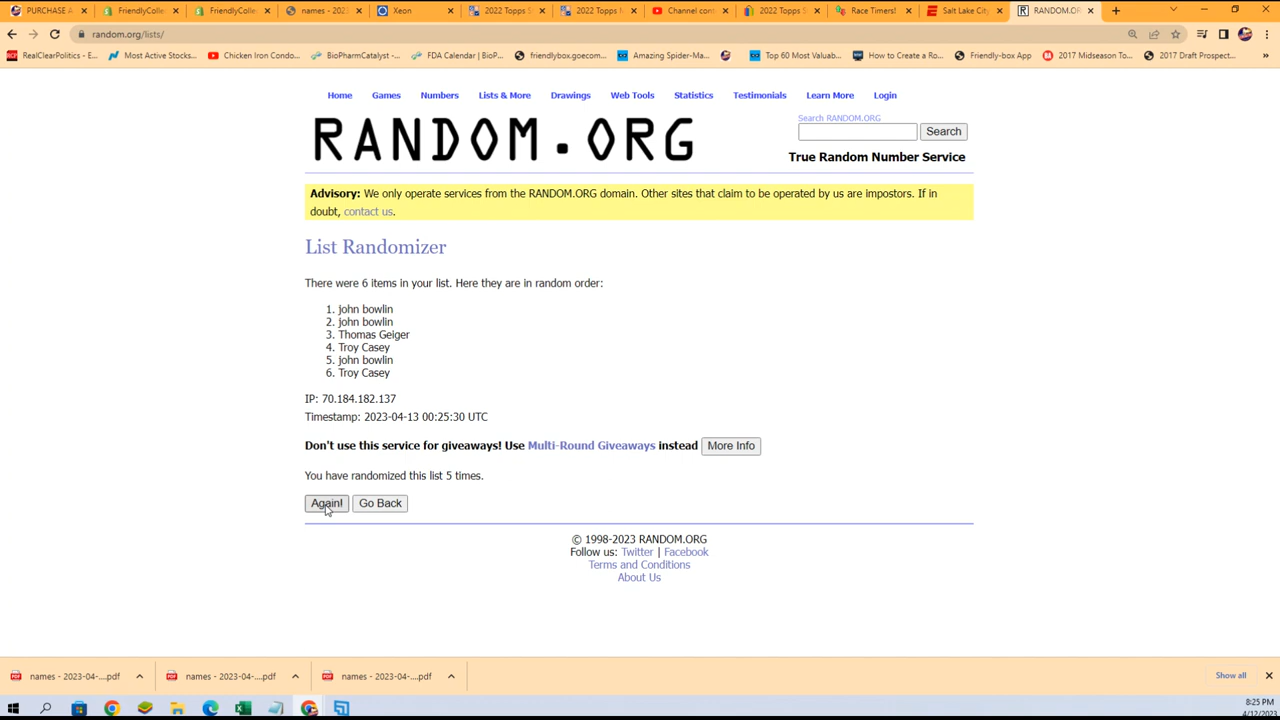 PURCHASE A
FriendlyColle
FriendlyColle
names - 202
Xeon
2022 Topps S
2022 Topps M
Channel con
2022 Topps S
Race Timers!
Salt Lake City
RANDOM.OR
random.org/lists/
RealClearPolitics - E...
Most Active Stocks...
Chicken Iron Condo...
BioPharmCatalyst -...
FDA Calendar | BioP...
friendlybox.goecom...
Amazing Spider-Ma...
Top 60 Most Valuab...
How to Create a Ro...
Friendly-box App
2017 Midseason To...
2017 Draft Prospect...
»
Home Games Numbers Lists & More Drawings Web Tools Statistics Testimonials Learn More Login
Search RANDOM.ORG
RANDOM.ORG
Search
True Random Number Service
Advisory: We only operate services from the RANDOM.ORG domain. Other sites that claim to be operated by us are impostors. If in
doubt, contact us.
List Randomizer
There were 6 items in your list. Here they are in random order:
1. john bowlin
2. john bowlin
3. Thomas Geiger
4. Troy Casey
5. john bowlin
6. Troy Casey
IP: 70.184.182.137
Timestamp: 2023-04-13 00:25:30 UTC
Don't use this service for giveaways! Use Multi-Round Giveaways instead More Info
You have randomized this list 5 times.
Again! Go Back
© 1998-2023 RANDOM.ORG
Follow us: Twitter | Facebook
Terms and Conditions
About Us
names - 2023-04-....pdf
names - 2023-04-....pdf
names - 2023-04-....pdf
Show all
8:25 PM
4/12/2023